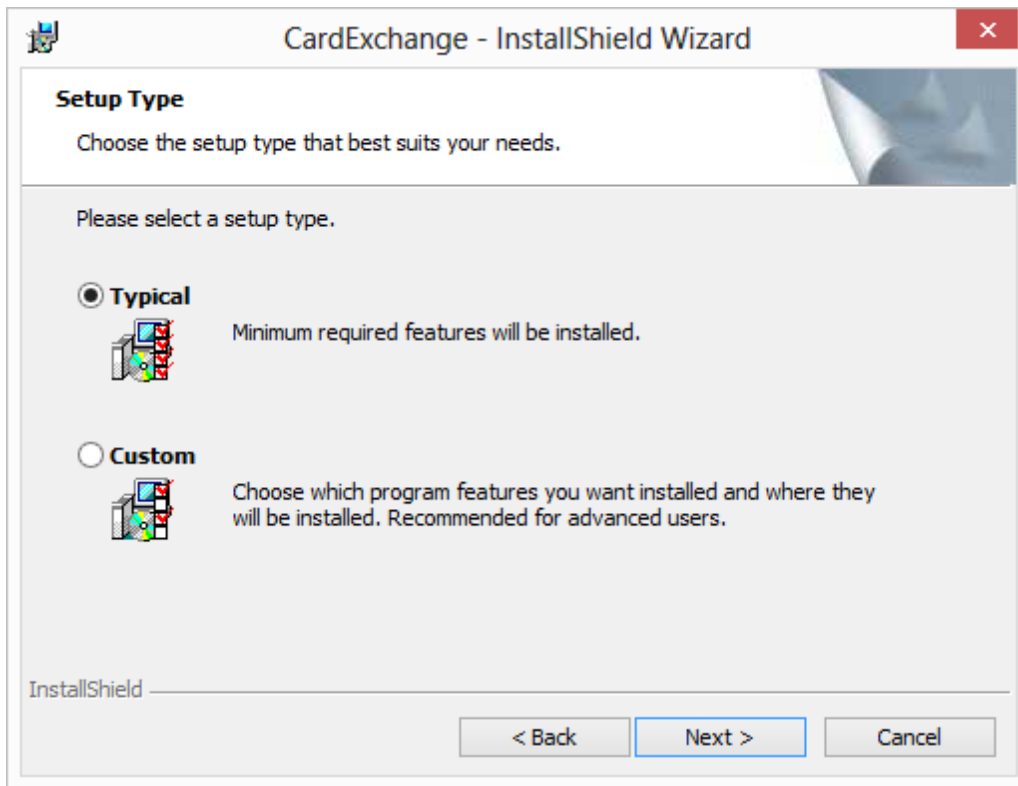 CardExchange - InstallShield Wizard
Setup Type
Choose the setup type that best suits your needs.
Please select a setup type.
Typical
Minimum required features will be installed.
Custom
Choose which program features you want installed and where they
will be installed. Recommended for advanced users.
InstallShield
< Back
Next >
Cancel